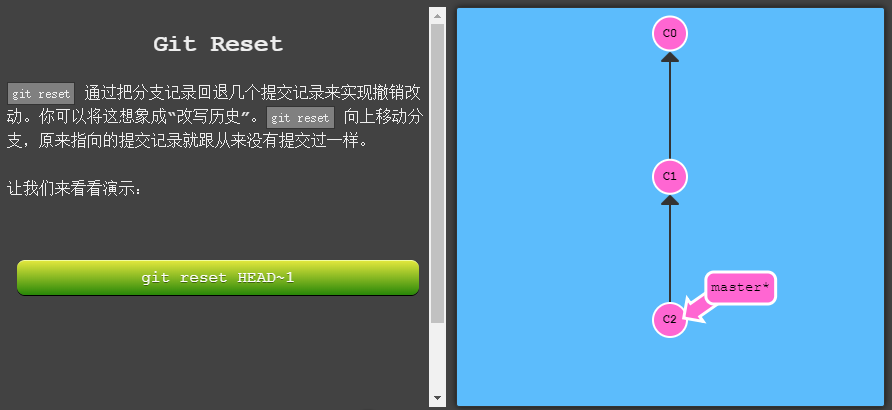 Git Reset
git reset 通过把分支记录回退几个提交记录来实现撤销改
动。你可以将这想象成“改写历史”。git reset 向上移动分
支，原来指向的提交记录就跟从来没有提交过一样。
让我们来看看演示：
git reset HEAD~1
C0
C1
master*
C2